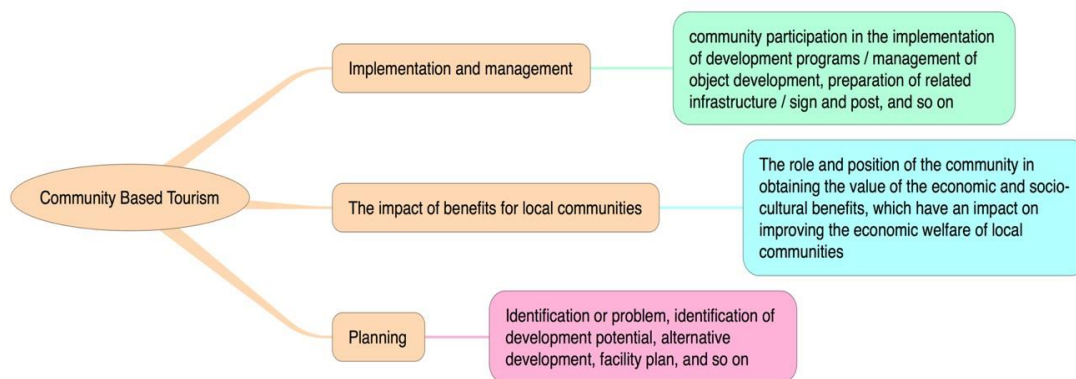 Community Based Tourism
Implementation and management
community participation in the implementation
of development programs / management of
object development, preparation of related
infrastructure / sign and post, and so on
The impact of benefits for local communities
The role and position of the community in
obtaining the value of the economic and socio-
cultural benefits, which have an impact on
improving the economic welfare of local
communities
Planning
Identification or problem, identification of
development potential, alternative
development, facility plan, and so on